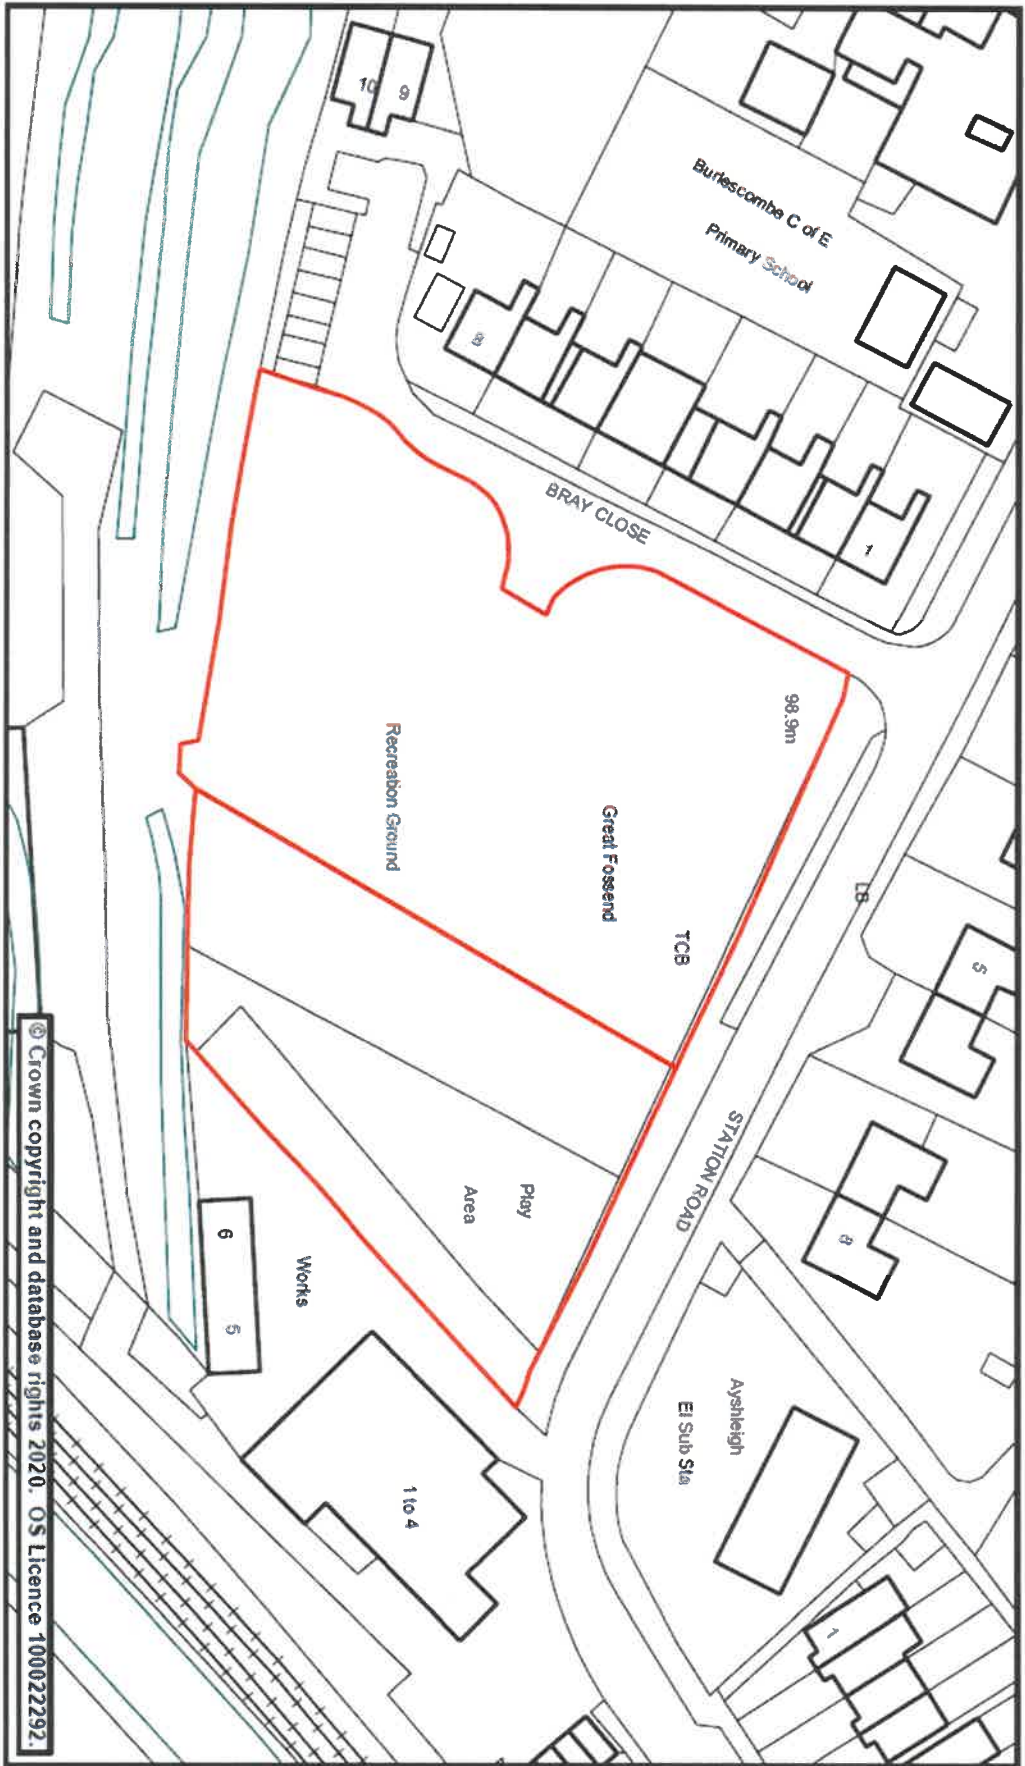 Burlescombe C of E
Primary School
10
9
8
1
BRAY CLOSE
98.9m
Great Fossend
TCB
Recreation Ground
LB
5
8
STATION ROAD
Play
Area
Works
6
5
Ayshleigh
El Sub Sta
1 to 4
1
© Crown copyright and database rights 2020. OS Licence 100022292.